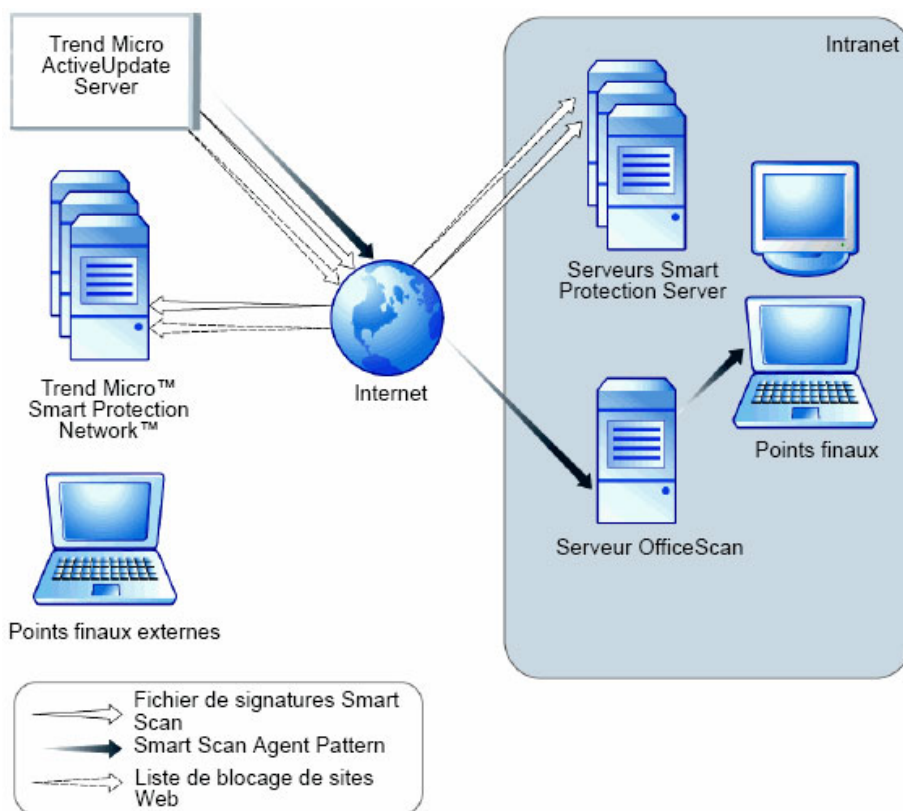 Trend Micro
ActiveUpdate
Server
Intranet
Serveurs Smart
Protection Server
Trend Micro™
Smart Protection
Network™
Internet
Points finaux
Serveur OfficeScan
Points finaux externes
Fichier de signatures Smart
Scan
Smart Scan Agent Pattern
Liste de blocage de sites
Web